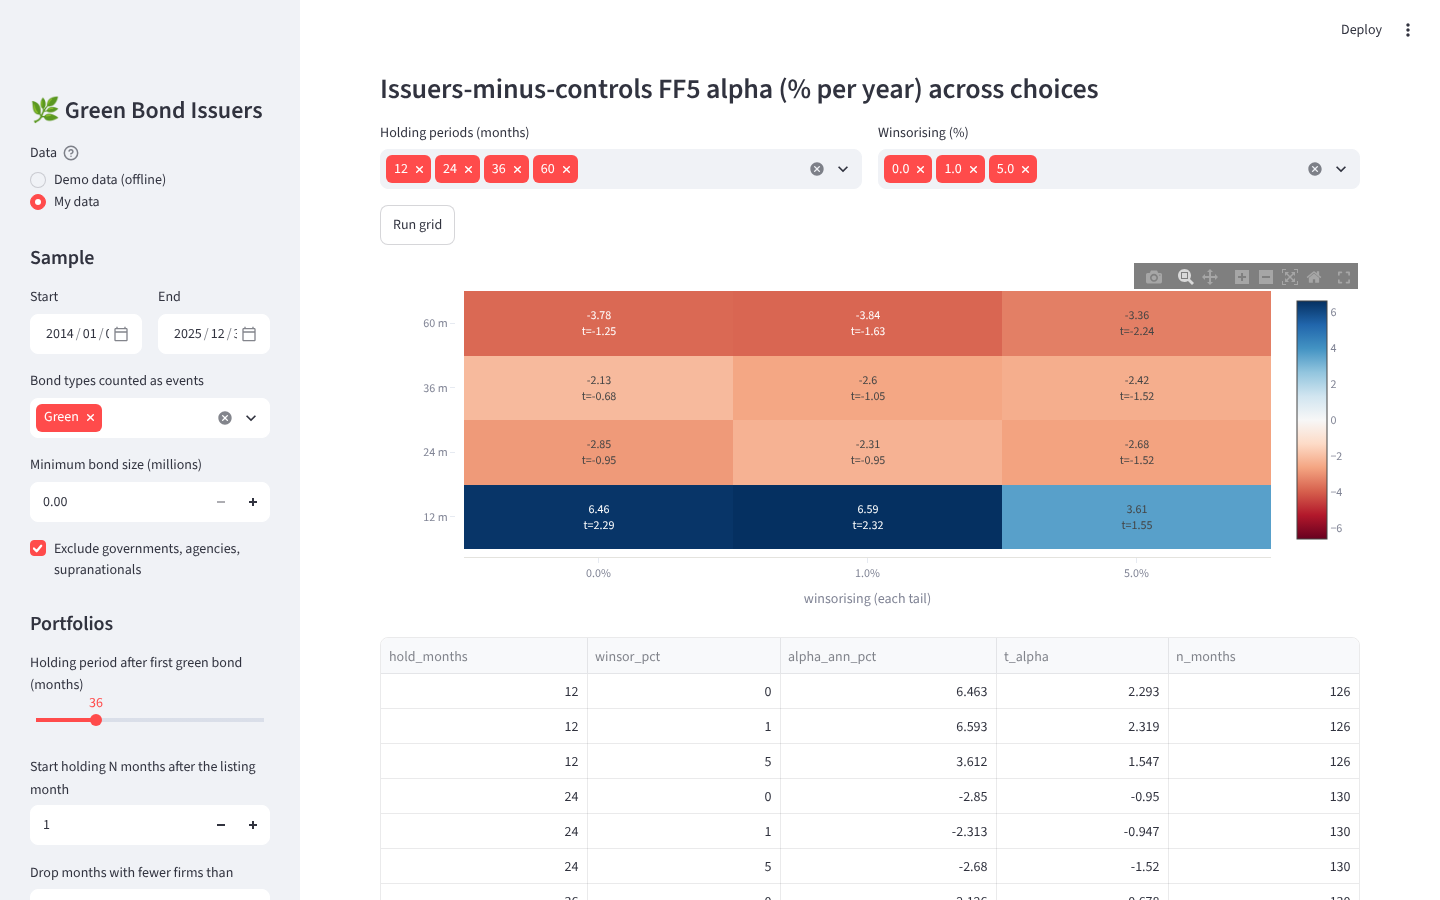 Deploy
🌿 Green Bond Issuers
Data
Demo data (offline)
My data
Sample
Start
End
2014 / 01 /
2025 / 12 /
Bond types counted as events
Green
Minimum bond size (millions)
0.00
Exclude governments, agencies,
supranationals
Portfolios
Holding period after first green bond
(months)
36
Start holding N months after the listing
month
1
Drop months with fewer firms than
Issuers-minus-controls FF5 alpha (% per year) across choices
Holding periods (months)
12 24 36 60
Winsorising (%)
0.0 1.0 5.0
Run grid
60 m
-3.78 -3.84 -3.36
t=-1.25 t=-1.63 t=-2.24
36 m
-2.13 -2.6 -2.42
t=-0.68 t=-1.05 t=-1.52
24 m
-2.85 -2.31 -2.68
t=-0.95 t=-0.95 t=-1.52
12 m
6.46 6.59 3.61
t=2.29 t=2.32 t=1.55
0.0% 1.0% 5.0%
winsorising (each tail)
6
4
2
0
−2
−4
−6
hold_months winsor_pct alpha_ann_pct t_alpha n_months
12 0 6.463 2.293 126
12 1 6.593 2.319 126
12 5 3.612 1.547 126
24 0 -2.85 -0.95 130
24 1 -2.313 -0.947 130
24 5 -2.68 -1.52 130